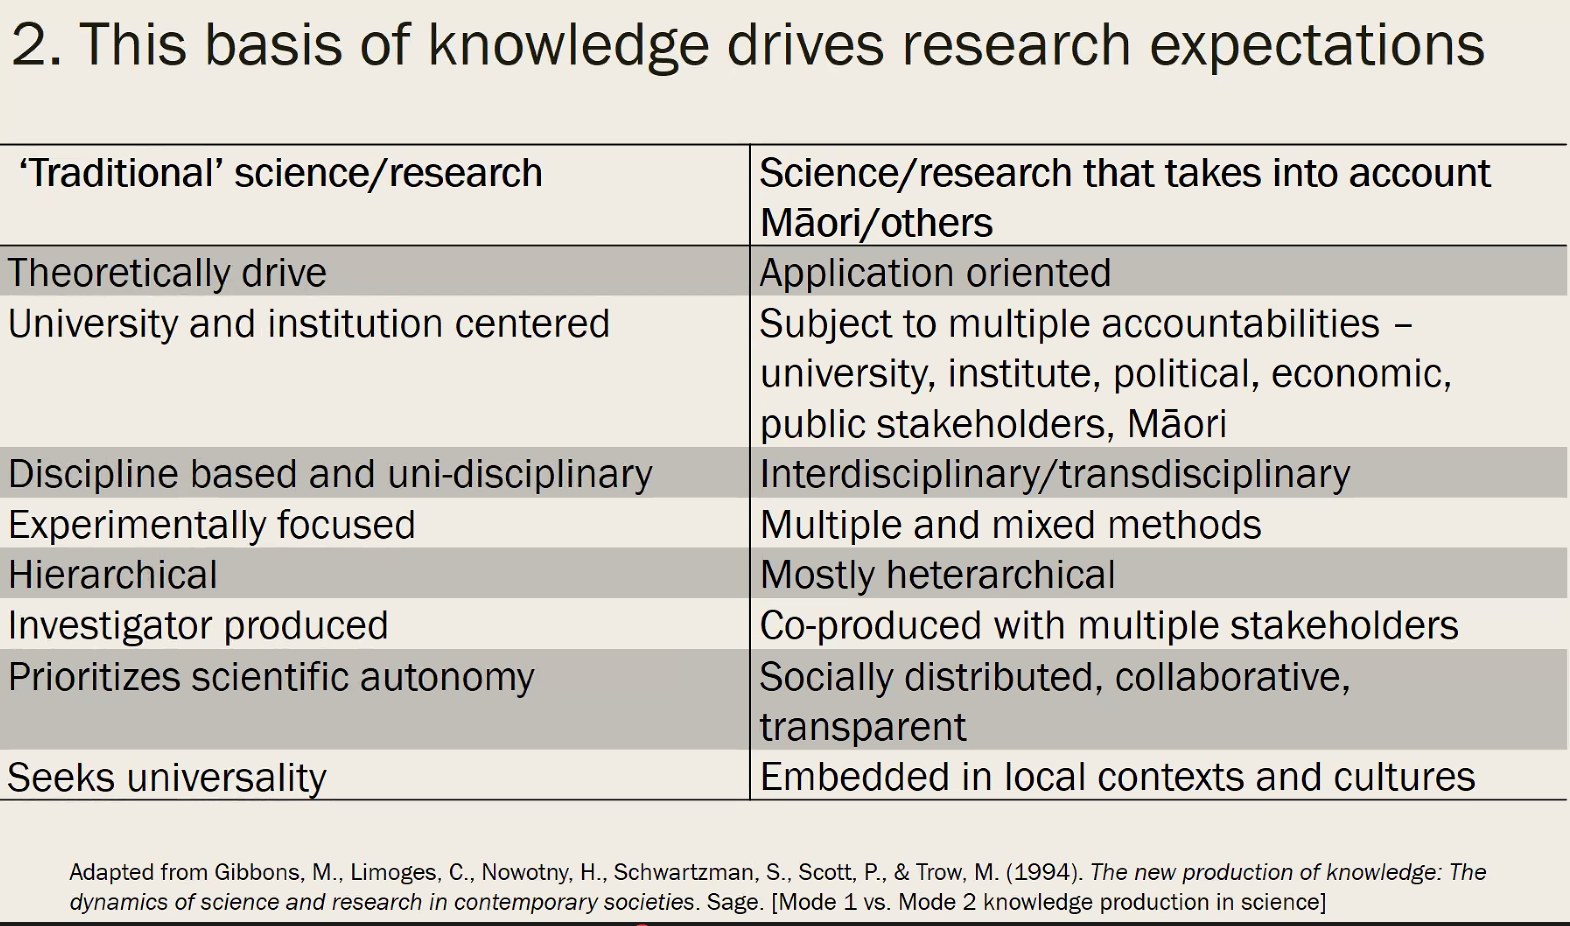 2. This basis of knowledge drives research expectations
‘Traditional’ science/research
Science/research that takes into account
Māori/others
Theoretically drive
Application oriented
University and institution centered
Subject to multiple accountabilities –
university, institute, political, economic,
public stakeholders, Māori
Discipline based and uni-disciplinary
Interdisciplinary/transdisciplinary
Experimentally focused
Multiple and mixed methods
Hierarchical
Mostly heterarchical
Investigator produced
Co-produced with multiple stakeholders
Prioritizes scientific autonomy
Socially distributed, collaborative,
transparent
Seeks universality
Embedded in local contexts and cultures
Adapted from Gibbons, M., Limoges, C., Nowotny, H., Schwartzman, S., Scott, P., & Trow, M. (1994). The new production of knowledge: The
dynamics of science and research in contemporary societies. Sage. [Mode 1 vs. Mode 2 knowledge production in science]